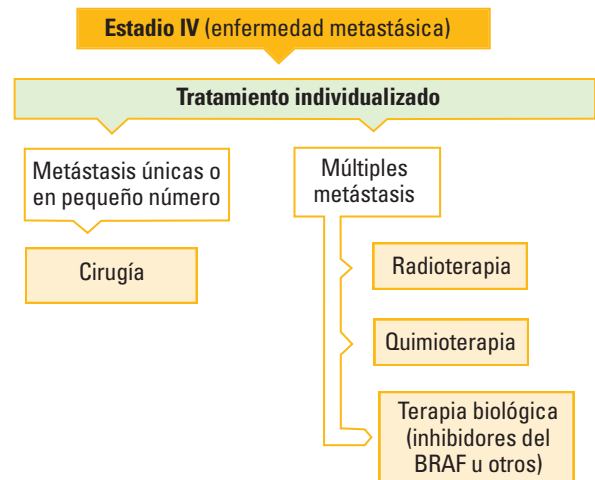 Estadio IV (enfermedad metastásica)
Tratamiento individualizado
Metástasis únicas o
en pequeño número
Cirugía
Múltiples
metástasis
Radioterapia
Quimioterapia
Terapia biológica
(inhibidores del
BRAF u otros)